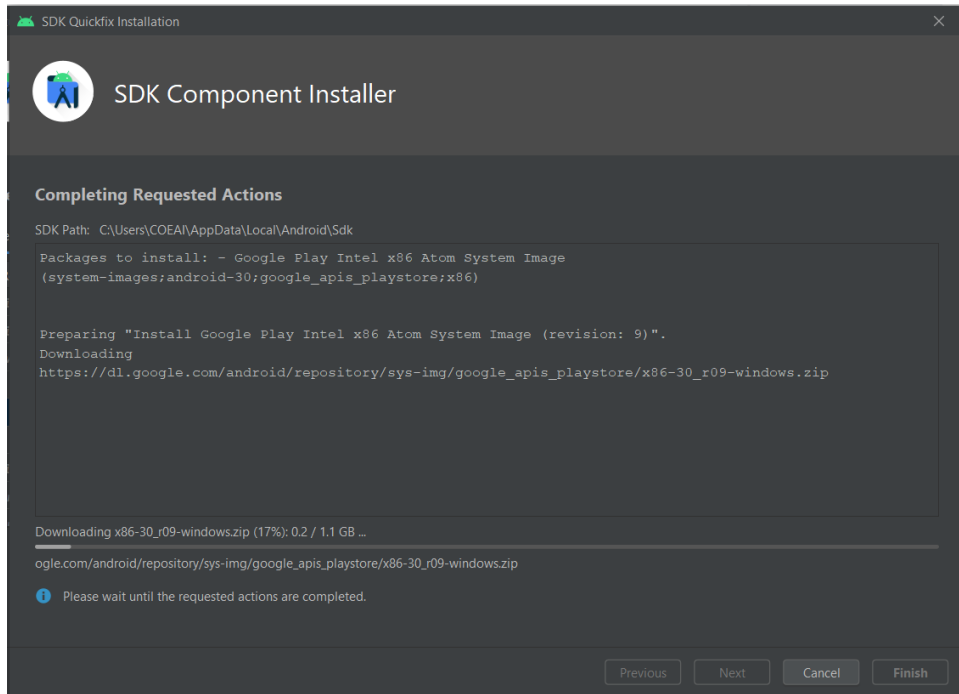 SDK Quickfix Installation
SDK Component Installer
Completing Requested Actions
SDK Path: C:\Users\COEAI\AppData\Local\Android\Sdk
Packages to install: - Google Play Intel x86 Atom System Image
(system-images;android-30;google_apis_playstore;x86)
Preparing "Install Google Play Intel x86 Atom System Image (revision: 9)".
Downloading
https://dl.google.com/android/repository/sys-img/google_apis_playstore/x86-30_r09-windows.zip
Downloading x86-30_r09-windows.zip (17%): 0.2 / 1.1 GB ...
ogle.com/android/repository/sys-img/google_apis_playstore/x86-30_r09-windows.zip
Please wait until the requested actions are completed.
Previous Next Cancel Finish